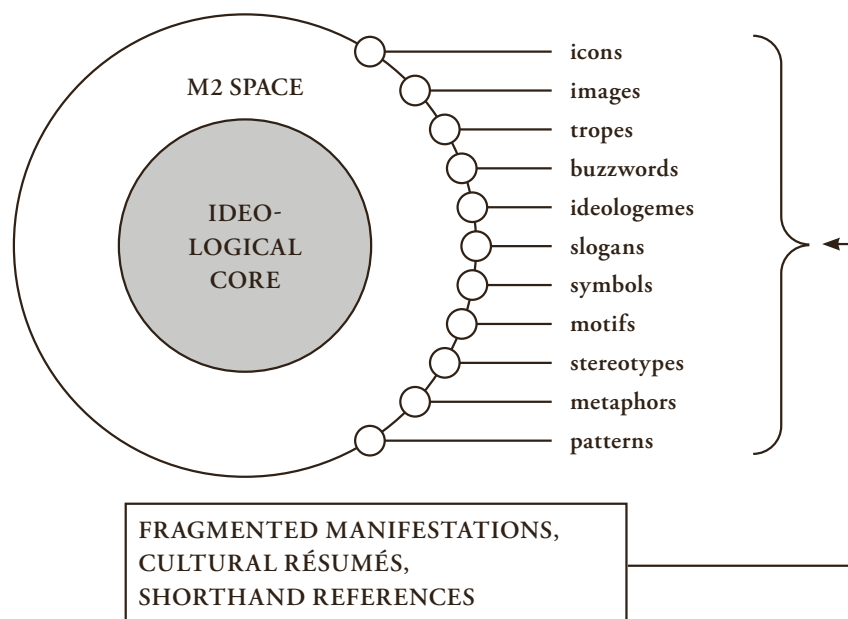 M2 SPACE
IDEO-
LOGICAL
CORE
icons
images
tropes
buzzwords
ideologemes
slogans
symbols
motifs
stereotypes
metaphors
patterns
FRAGMENTED MANIFESTATIONS,
CULTURAL RÉSUMÉS,
SHORTHAND REFERENCES